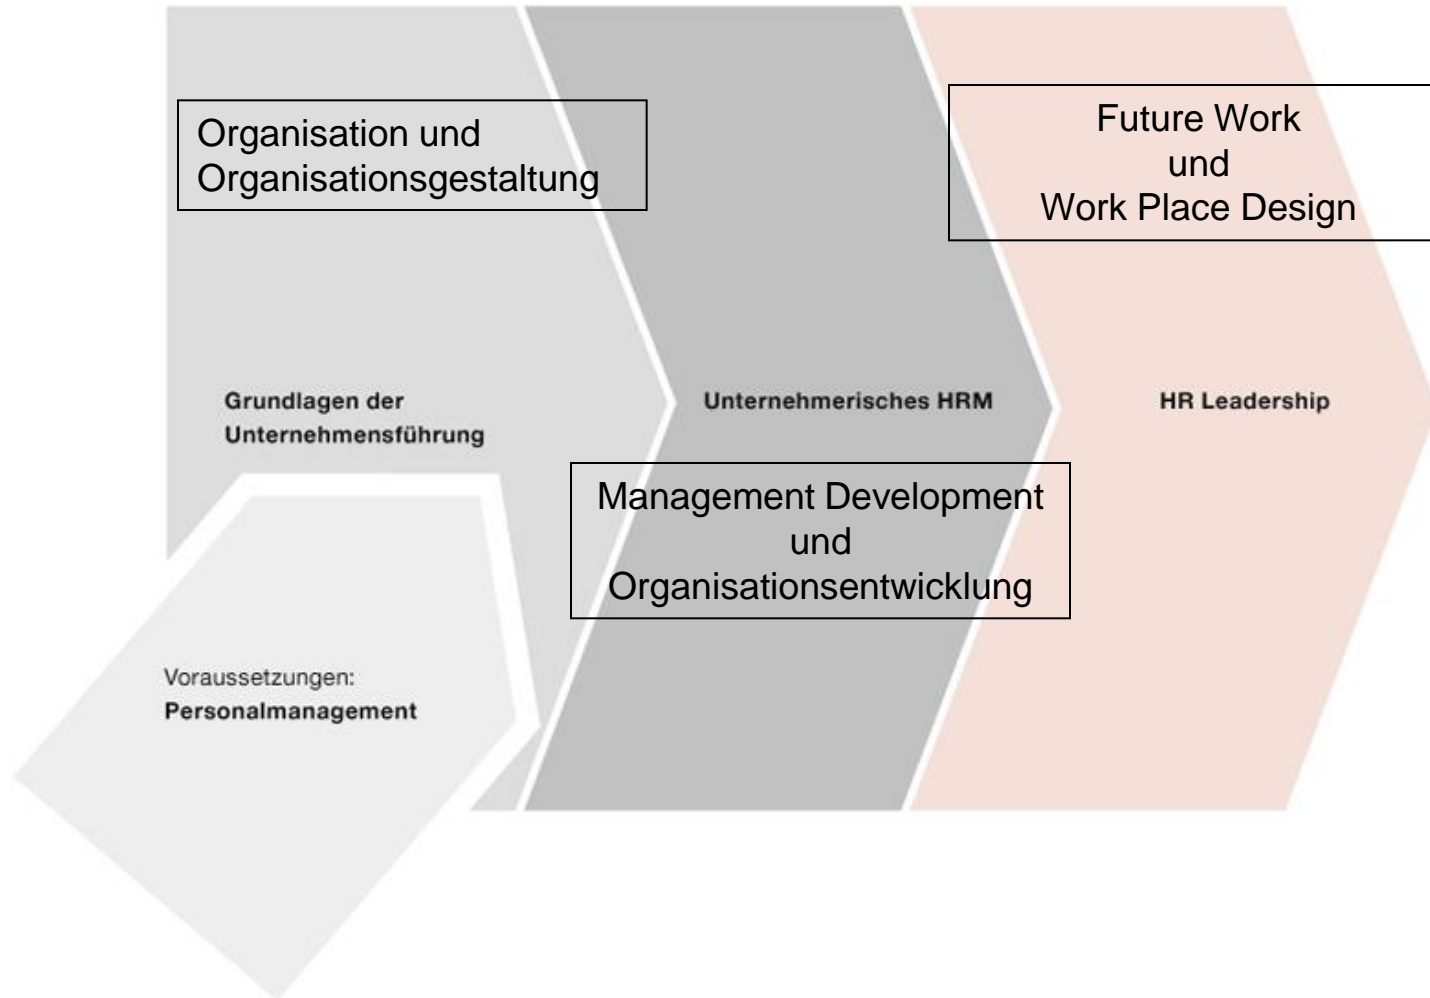 Organisation und
Organisationsgestaltung
Future Work
und
Work Place Design
Grundlagen der
Unternehmensführung
Unternehmerisches HRM
HR Leadership
Management Development
und
Organisationsentwicklung
Voraussetzungen:
Personalmanagement